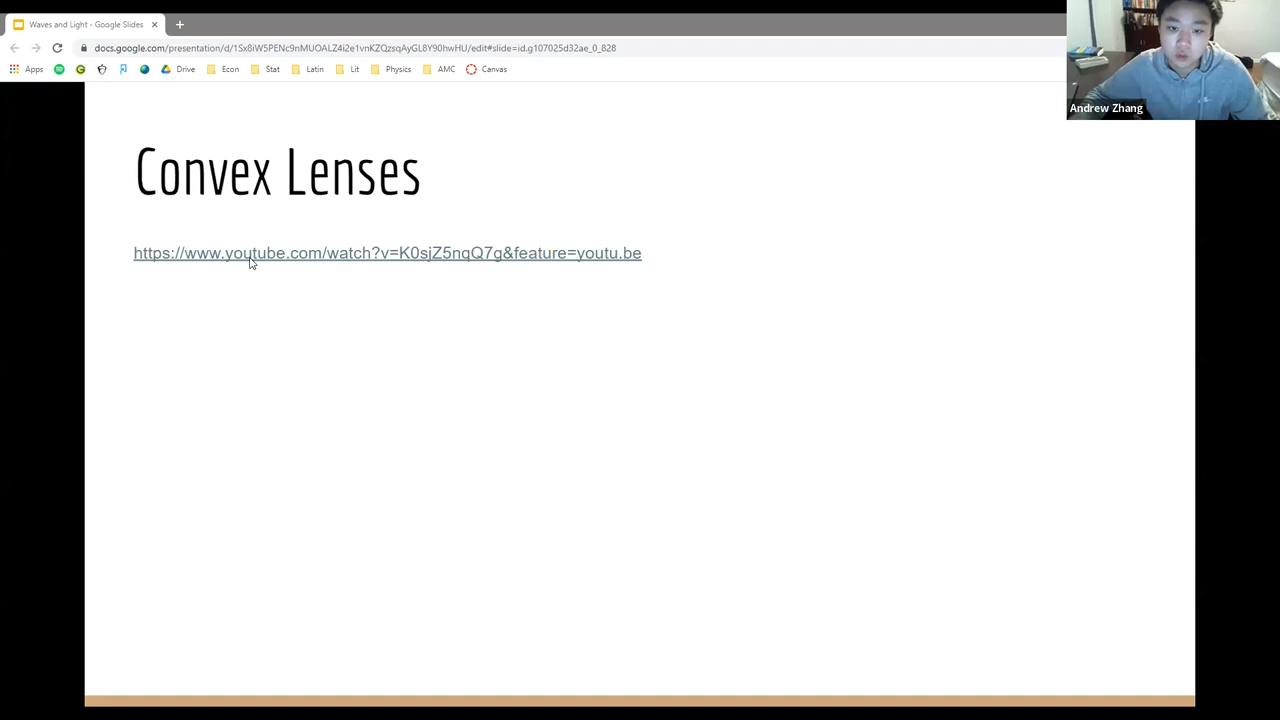 Waves and Light - Google Slides
docs.google.com/presentation/d/1Sx8iW5PENc9nMUOALZ4i2e1vnKZQzsqAyGL8Y90hwHU/edit#slide=id.g107025d32ae_0_828
Apps Drive Econ Stat Latin Lit Physics AMC Canvas
Andrew Zhang
Convex Lenses
https://www.youtube.com/watch?v=K0sjZ5nqQ7g&feature=youtu.be